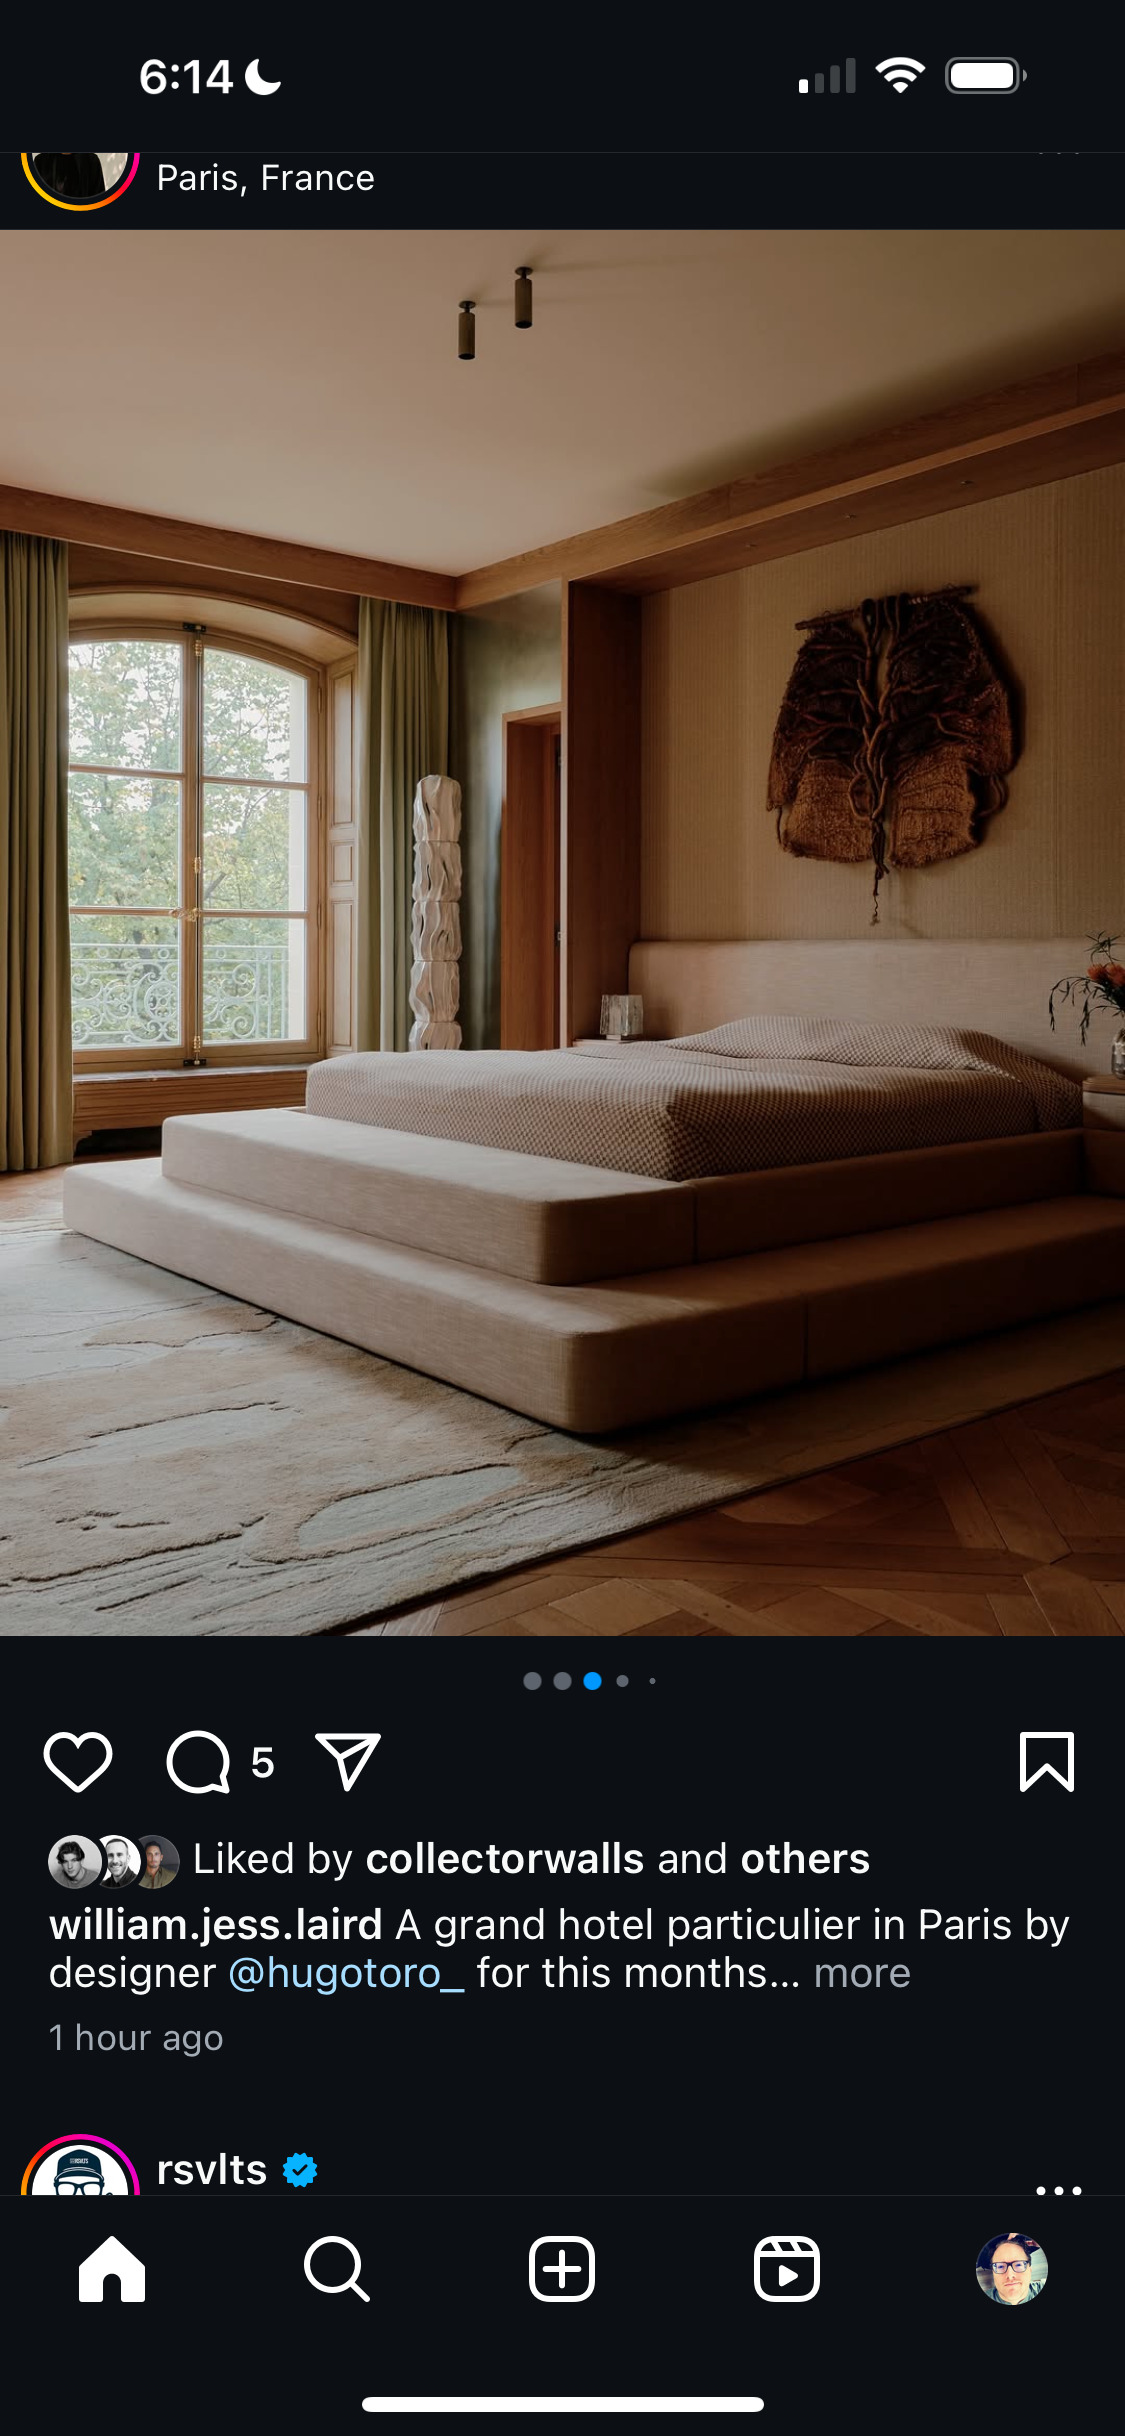 6:14
Paris, France
5
Liked by collectorwalls and others
william.jess.laird A grand hotel particulier in Paris by
designer @hugotoro_ for this months... more
1 hour ago
rsvlts